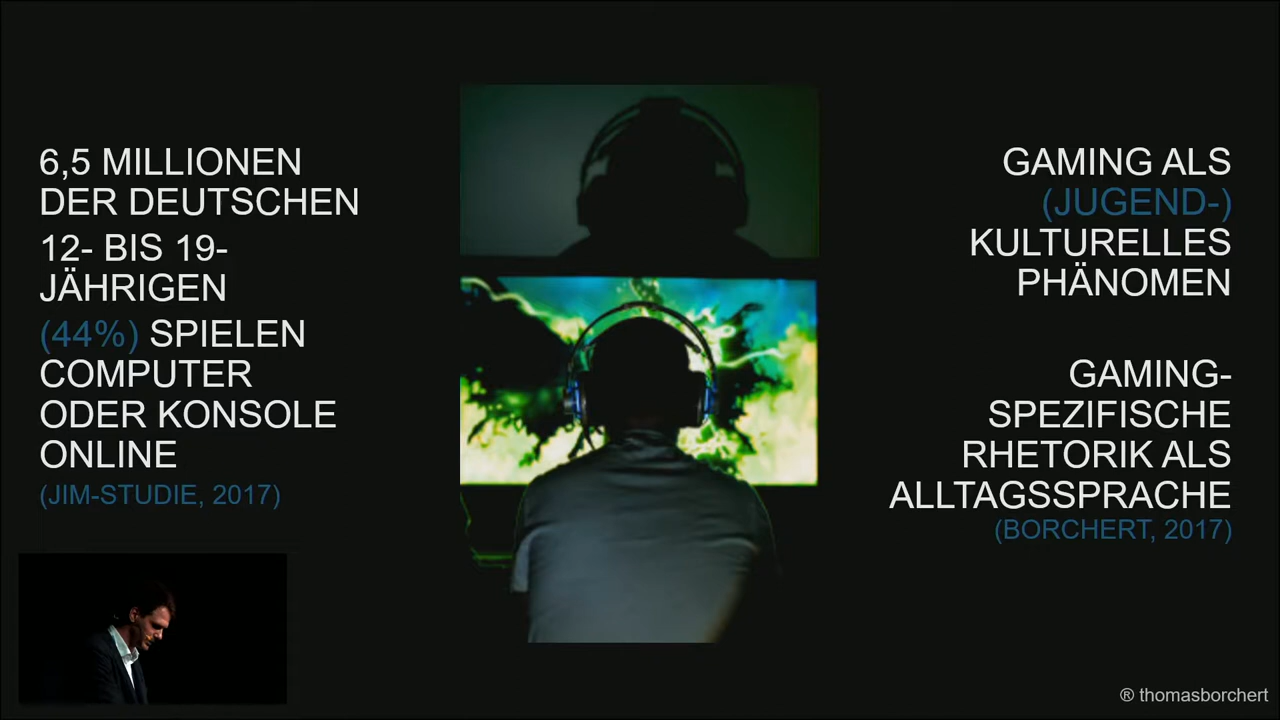 6,5 MILLIONEN
DER DEUTSCHEN
12- BIS 19-
JÄHRIGEN
(44%) SPIELEN
COMPUTER
ODER KONSOLE
ONLINE
(JIM-STUDIE, 2017)
GAMING ALS
(JUGEND-)
KULTURELLES
PHÄNOMEN
GAMING-
SPEZIFISCHE
RHETORIK ALS
ALLTAGSSPRACHE
(BORCHERT, 2017)
® thomasborchert